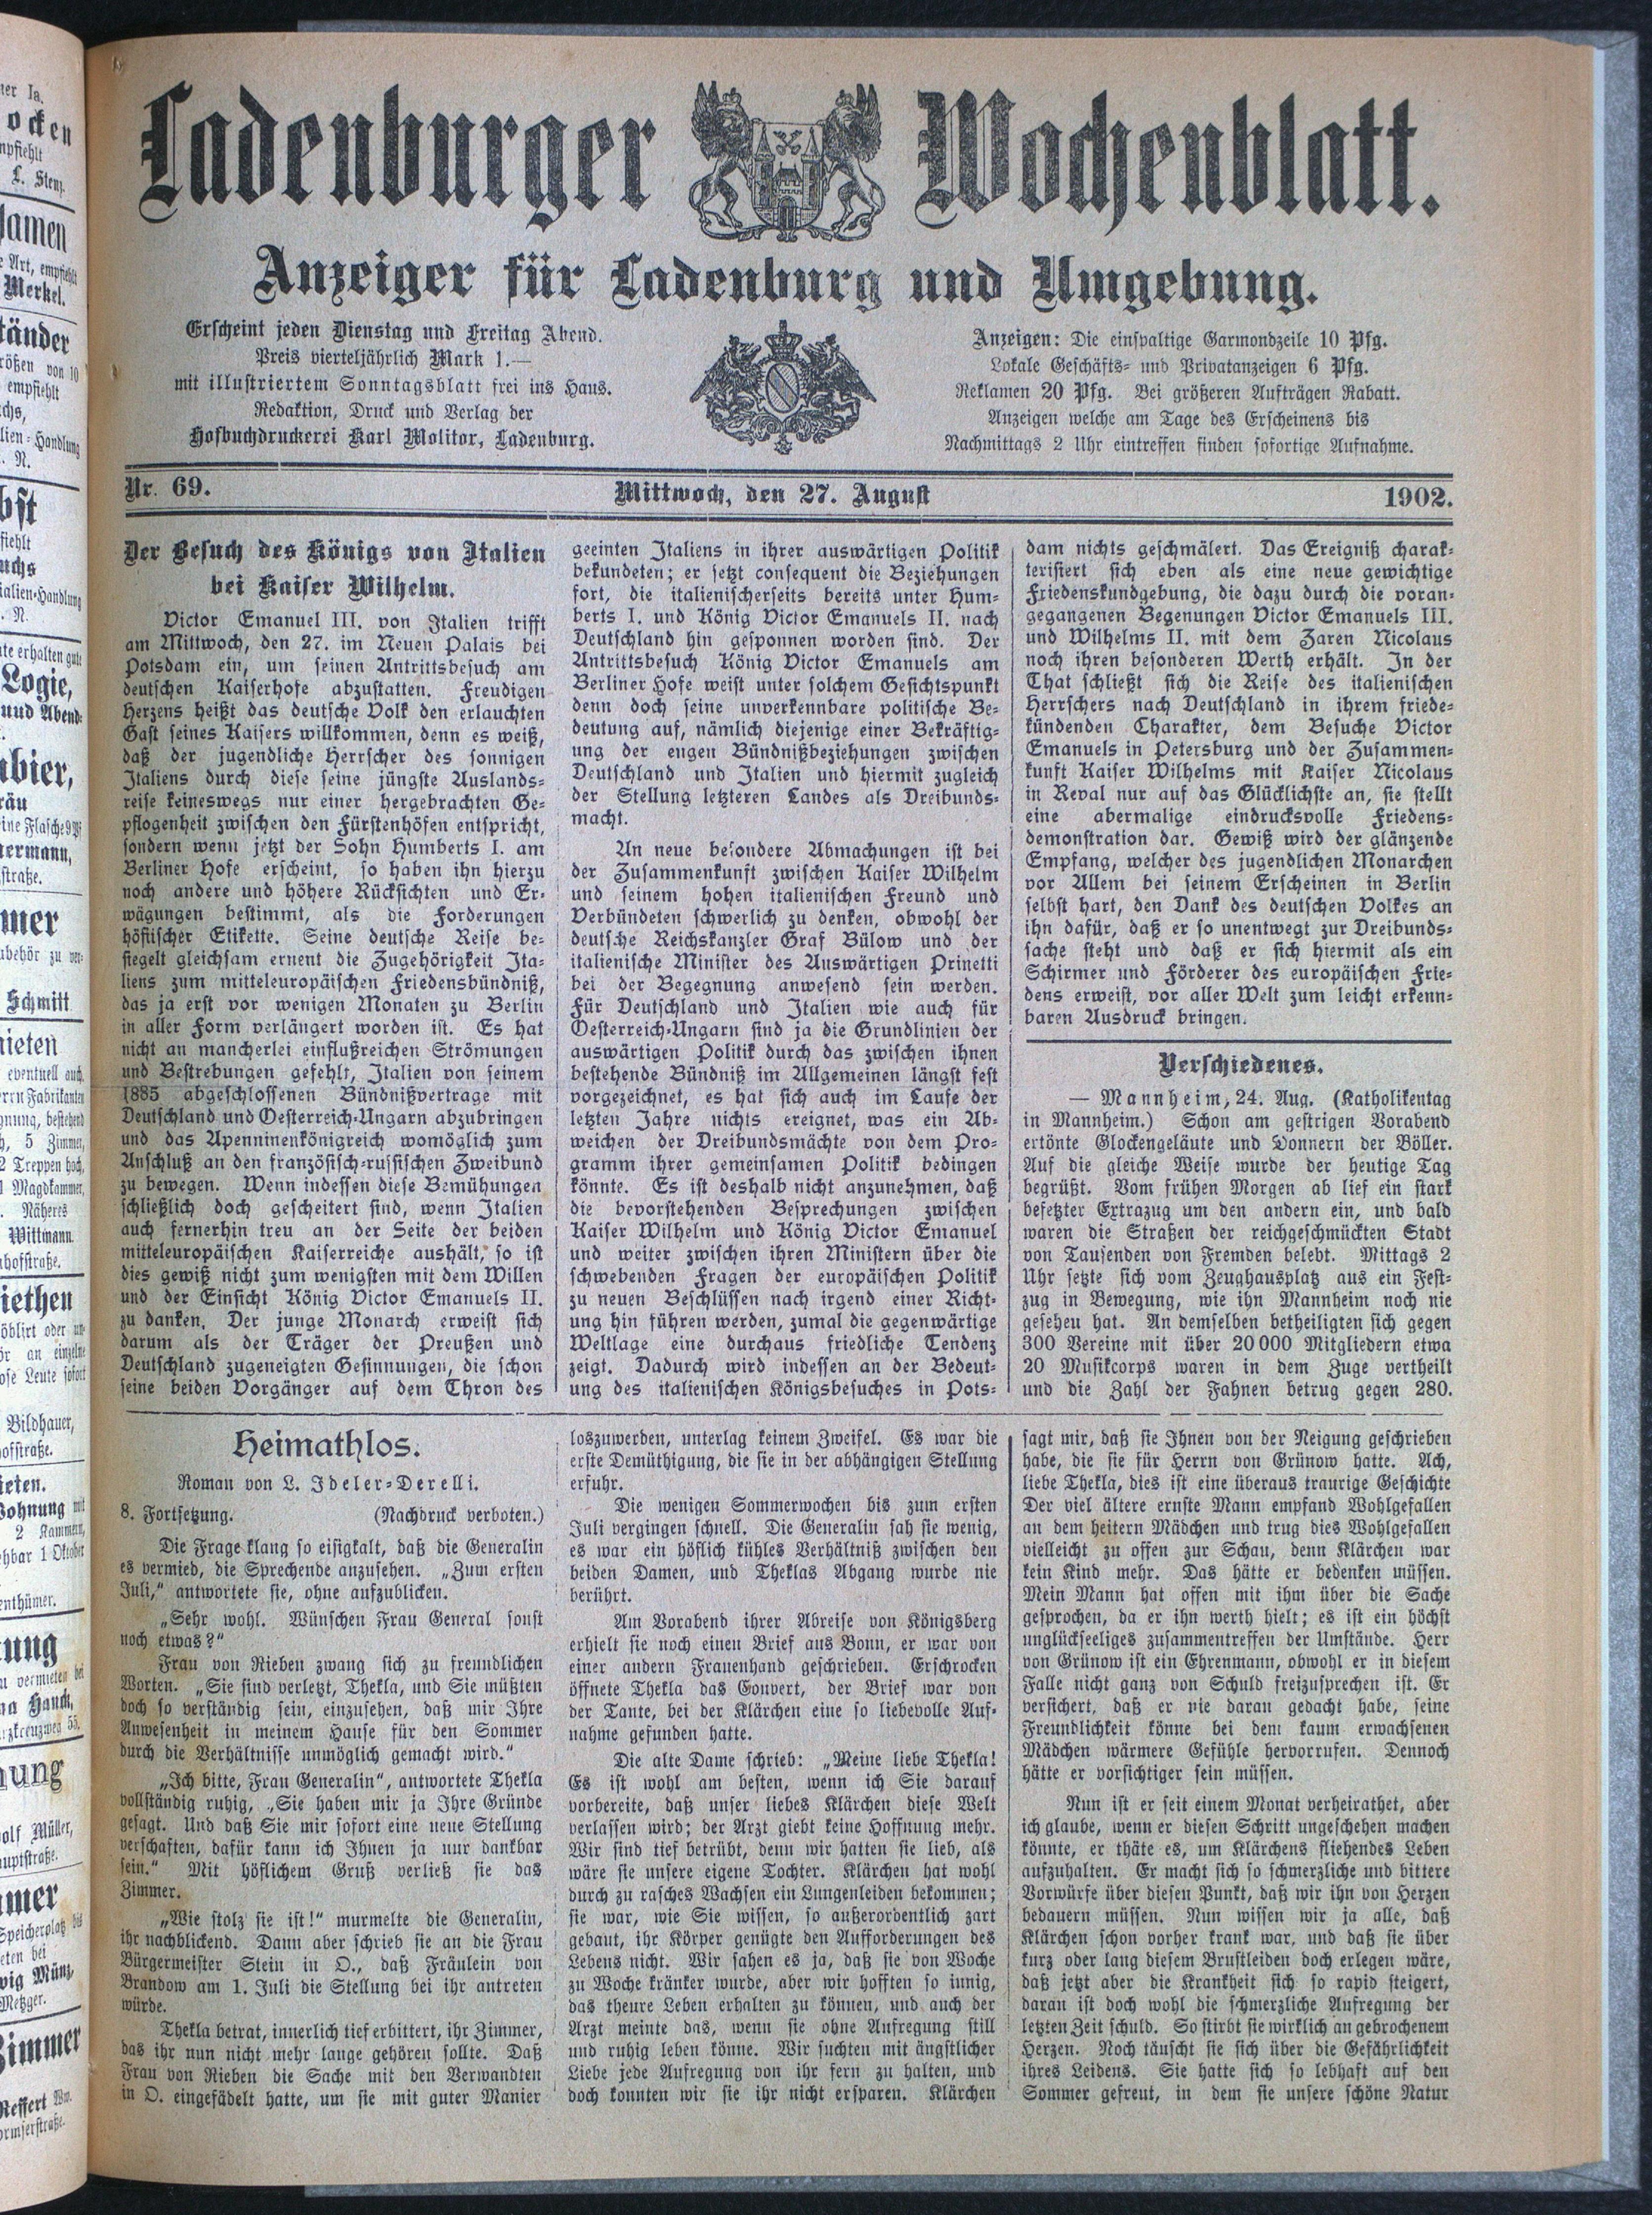 Ladenburger Wochenblatt.
Anzeiger für Ladenburg und Umgebung.
Erscheint jeden Dienstag und Freitag Abend.
Preis vierteljährlich Mark 1.—
mit illustriertem Sonntagsblatt frei ins Haus.
Redaktion, Druck und Verlag der
Hofbuchdruckerei Karl Molitor, Ladenburg.
Anzeigen: Die einspaltige Garmondzeile 10 Pfg.
Lokale Geschäfts- und Privatanzeigen 6 Pfg.
Reklamen 20 Pfg. Bei größeren Aufträgen Rabatt.
Anzeigen welche am Tage des Erscheinens bis
Nachmittags 2 Uhr eintreffen finden sofortige Aufnahme.
Nr. 69.
Mittwoch, den 27. August
1902.
Der Besuch des Königs von Italien
bei Kaiser Wilhelm.
Victor Emanuel III. von Italien trifft
am Mittwoch, den 27. im Neuen Palais bei
Potsdam ein, um seinen Antrittsbesuch am
deutschen Kaiserhofe abzustatten. Freudigen
Herzens heißt das deutsche Volk den erlauchten
Gast seines Kaisers willkommen, denn es weiß,
daß der jugendliche Herrscher des sonnigen
Italiens durch diese seine jüngste Auslands-
reise keineswegs nur einer hergebrachten Ge-
pflogenheit zwischen den Fürstenhöfen entspricht,
sondern wenn jetzt der Sohn Humberts I. am
Berliner Hofe erscheint, so haben ihn hierzu
noch andere und höhere Rücksichten und Er-
wägungen bestimmt, als die Forderungen
höfischer Etikette. Seine deutsche Reise be-
siegelt gleichsam erneut die Zugehörigkeit Ita-
liens zum mitteleuropäischen Friedensbündniß,
das ja erst vor wenigen Monaten zu Berlin
in aller Form verlängert worden ist. Es hat
nicht an mancherlei einflußreichen Strömungen
und Bestrebungen gefehlt, Italien von seinem
1885 abgeschlossenen Bündnißvertrage mit
Deutschland und Oesterreich-Ungarn abzubringen
und das Apenninenkönigreich womöglich zum
Anschluß an den französisch-russischen Zweibund
zu bewegen. Wenn indessen diese Bemühungen
schließlich doch gescheitert sind, wenn Italien
auch fernerhin treu an der Seite der beiden
mitteleuropäischen Kaiserreiche aushält, so ist
dies gewiß nicht zum wenigsten mit dem Willen
und der Einsicht König Victor Emanuels II.
zu danken. Der junge Monarch erweist sich
darum als der Träger der Preußen und
Deutschland zugeneigten Gesinnungen, die schon
seine beiden Vorgänger auf dem Thron des
geeinten Italiens in ihrer auswärtigen Politik
bekundeten; er setzt consequent die Beziehungen
fort, die italienischerseits bereits unter Hum-
berts I. und König Victor Emanuels II. nach
Deutschland hin gesponnen worden sind. Der
Antrittsbesuch König Victor Emanuels am
Berliner Hofe weist unter solchem Gesichtspunkt
denn doch seine unverkennbare politische Be-
deutung auf, nämlich diejenige einer Bekräftig-
ung der engen Bündnißbeziehungen zwischen
Deutschland und Italien und hiermit zugleich
der Stellung letzteren Landes als Dreibunds-
macht.
An neue besondere Abmachungen ist bei
der Zusammenkunft zwischen Kaiser Wilhelm
und seinem hohen italienischen Freund und
Verbündeten schwerlich zu denken, obwohl der
deutsche Reichskanzler Graf Bülow und der
italienische Minister des Auswärtigen Prinetti
bei der Begegnung anwesend sein werden.
Für Deutschland und Italien wie auch für
Oesterreich-Ungarn sind ja die Grundlinien der
auswärtigen Politik durch das zwischen ihnen
bestehende Bündniß im Allgemeinen längst fest
vorgezeichnet, es hat sich auch im Laufe der
letzten Jahre nichts ereignet, was ein Ab-
weichen der Dreibundsmächte von dem Pro-
gramm ihrer gemeinsamen Politik bedingen
könnte. Es ist deshalb nicht anzunehmen, daß
die bevorstehenden Besprechungen zwischen
Kaiser Wilhelm und König Victor Emanuel
und weiter zwischen ihren Ministern über die
schwebenden Fragen der europäischen Politik
zu neuen Beschlüssen nach irgend einer Richt-
ung hin führen werden, zumal die gegenwärtige
Weltlage eine durchaus friedliche Tendenz
zeigt. Dadurch wird indessen an der Bedeut-
ung des italienischen Königsbesuches in Pots-
dam nichts geschmälert. Das Ereigniß charak-
terisiert sich eben als eine neue gewichtige
Friedenskundgebung, die dazu durch die voran-
gegangenen Begenungen Victor Emanuels III.
und Wilhelms II. mit dem Zaren Nicolaus
noch ihren besonderen Werth erhält. In der
That schließt sich die Reise des italienischen
Herrschers nach Deutschland in ihrem friede-
kündenden Charakter, dem Besuche Victor
Emanuels in Petersburg und der Zusammen-
kunft Kaiser Wilhelms mit Kaiser Nicolaus
in Reval nur auf das Glücklichste an, sie stellt
eine abermalige eindrucksvolle Friedens-
demonstration dar. Gewiß wird der glänzende
Empfang, welcher des jugendlichen Monarchen
vor Allem bei seinem Erscheinen in Berlin
selbst hart, den Dank des deutschen Volkes an
ihn dafür, daß er so unentwegt zur Dreibunds-
sache steht und daß er sich hiermit als ein
Schirmer und Förderer des europäischen Frie-
dens erweist, vor aller Welt zum leicht erkenn-
baren Ausdruck bringen.
Verschiedenes.
— Mannheim, 24. Aug. (Katholikentag
in Mannheim.) Schon am gestrigen Vorabend
ertönte Glockengeläute und Donnern der Böller.
Auf die gleiche Weise wurde der heutige Tag
begrüßt. Vom frühen Morgen ab lief ein stark
befetzter Extrazug um den andern ein, und bald
waren die Straßen der reichgeschmückten Stadt
von Tausenden von Fremden belebt. Mittags 2
Uhr setzte sich vom Zeughausplatz aus ein Fest-
zug in Bewegung, wie ihn Mannheim noch nie
gesehen hat. An demselben betheiligten sich gegen
300 Vereine mit über 20000 Mitgliedern etwa
20 Musikcorps waren in dem Zuge vertheilt
und die Zahl der Fahnen betrug gegen 280.
Heimathlos.
Roman von L. Ideler-Derelli.
8. Fortsetzung. (Nachdruck verboten.)
Die Frage klang so eisigkalt, daß die Generalin
es vermied, die Sprechende anzusehen. „Zum ersten
Juli,“ antwortete sie, ohne aufzublicken.
„Sehr wohl. Wünschen Frau General sonst
noch etwas?“
Frau von Rieben zwang sich zu freundlichen
Worten. „Sie sind verletzt, Thekla, und Sie müßten
doch so verständig sein, einzusehen, daß mir Ihre
Anwesenheit in meinem Hause für den Sommer
durch die Verhältnisse unmöglich gemacht wird.“
„Ich bitte, Frau Generalin“, antwortete Thekla
vollständig ruhig, „Sie haben mir ja Ihre Gründe
gesagt. Und daß Sie mir sofort eine neue Stellung
verschaften, dafür kann ich Ihnen ja nur dankbar
sein.“ Mit höflichem Gruß verließ sie das
Zimmer.
„Wie stolz sie ist!“ murmelte die Generalin,
ihr nachblickend. Dann aber schrieb sie an die Frau
Bürgermeister Stein in O., daß Fräulein von
Brandow am 1. Juli die Stellung bei ihr antreten
würde.
Thekla betrat, innerlich tief erbittert, ihr Zimmer,
das ihr nun nicht mehr lange gehören sollte. Daß
Frau von Rieben die Sache mit den Verwandten
in O. eingefädelt hatte, um sie mit guter Manier
loszuwerden, unterlag keinem Zweifel. Es war die
erste Demüthigung, die sie in der abhängigen Stellung
erfuhr.
Die wenigen Sommerwochen bis zum ersten
Juli vergingen schnell. Die Generalin sah sie wenig,
es war ein höflich kühles Verhältniß zwischen den
beiden Damen, und Theklas Abgang wurde nie
berührt.
Am Vorabend ihrer Abreise von Königsberg
erhielt sie noch einen Brief aus Bonn, er war von
einer andern Frauenhand geschrieben. Erschrocken
öffnete Thekla das Couvert, der Brief war von
der Tante, bei der Klärchen eine so liebevolle Auf-
nahme gefunden hatte.
Die alte Dame schrieb: „Meine liebe Thekla!
Es ist wohl am besten, wenn ich Sie darauf
vorbereite, daß unser liebes Klärchen diese Welt
verlassen wird; der Arzt giebt keine Hoffnung mehr.
Wir sind tief betrübt, denn wir hatten sie lieb, als
wäre sie unsere eigene Tochter. Klärchen hat wohl
durch zu rasches Wachsen ein Lungenleiden bekommen;
sie war, wie Sie wissen, so außerordentlich zart
gebaut, ihr Körper genügte den Aufforderungen des
Lebens nicht. Wir sahen es ja, daß sie von Woche
zu Woche kränker wurde, aber wir hofften so innig,
das theure Leben erhalten zu können, und auch der
Arzt meinte das, wenn sie ohne Aufregung still
und ruhig leben könne. Wir suchten mit ängstlicher
Liebe jede Aufregung von ihr fern zu halten, und
doch konnten wir sie ihr nicht ersparen. Klärchen
sagt mir, daß sie Ihnen von der Neigung geschrieben
habe, die sie für Herrn von Grünow hatte. Ach,
liebe Thekla, dies ist eine überaus traurige Geschichte
Der viel ältere ernste Mann empfand Wohlgefallen
an dem heitern Mädchen und trug dies Wohlgefallen
vielleicht zu offen zur Schau, denn Klärchen war
kein Kind mehr. Das hätte er bedenken müssen.
Mein Mann hat offen mit ihm über die Sache
gesprochen, da er ihn werth hielt; es ist ein höchst
unglückseeliges zusammentreffen der Umstände. Herr
von Grünow ist ein Ehrenmann, obwohl er in diesem
Falle nicht ganz von Schuld freizusprechen ist. Er
versichert, daß er nie daran gedacht habe, seine
Freundlichkeit könne bei dem kaum erwachsenen
Mädchen wärmere Gefühle hervorrufen. Dennoch
hätte er vorsichtiger sein müssen.
Nun ist er seit einem Monat verheirathet, aber
ich glaube, wenn er diesen Schritt ungeschehen machen
könnte, er thäte es, um Klärchens fliehendes Leben
aufzuhalten. Er macht sich so schmerzliche und bittere
Vorwürfe über diesen Punkt, daß wir ihn von Herzen
bedauern müssen. Nun wissen wir ja alle, daß
Klärchen schon vorher krank war, und daß sie über
kurz oder lang diesem Brustleiden doch erlegen wäre,
daß jetzt aber die Krankheit sich so rapid steigert,
daran ist doch wohl die schmerzliche Aufregung der
letzten Zeit schuld. So stirbt sie wirklich an gebrochenem
Herzen. Noch täuscht sie sich über die Gefährlichkeit
ihres Leidens. Sie hatte sich so lebhaft auf den
Sommer gefreut, in dem sie unsere schöne Natur